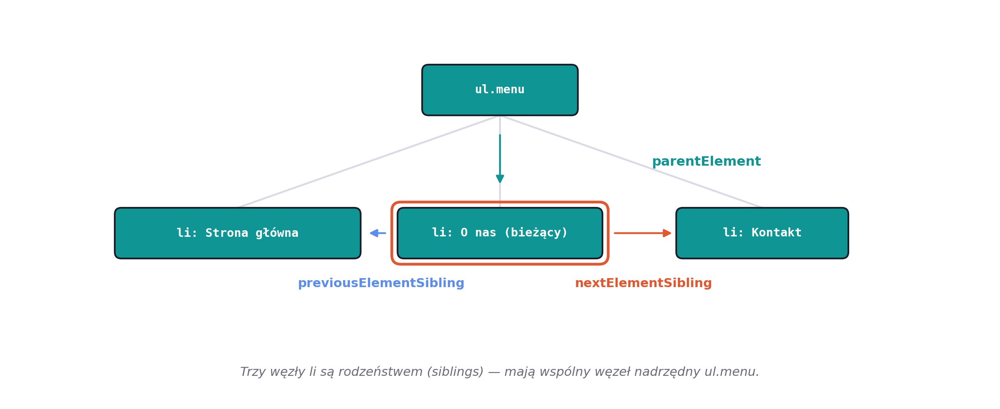 ul.menu
parentElement
li: Strona główna
li: O nas (bieżący)
li: Kontakt
previousElementSibling
nextElementSibling
Trzy węzły li są rodzeństwem (siblings) — mają wspólny węzeł nadrzędny ul.menu.